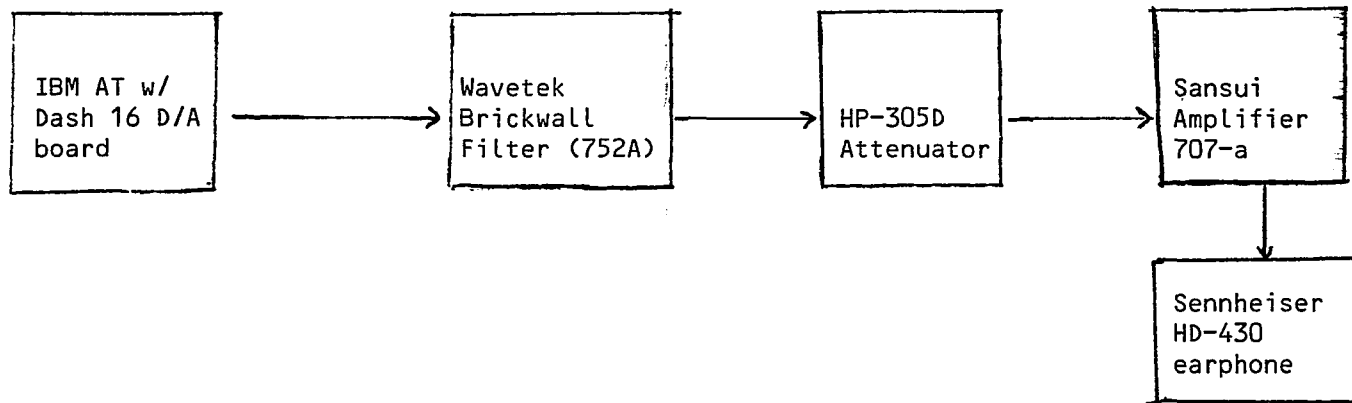 IBM AT w/
Dash 16 D/A
board
Wavetek
Brickwall
Filter (752A)
HP-305D
Attenuator
Sansui
Amplifier
707-a
Sennheiser
HD-430
earphone